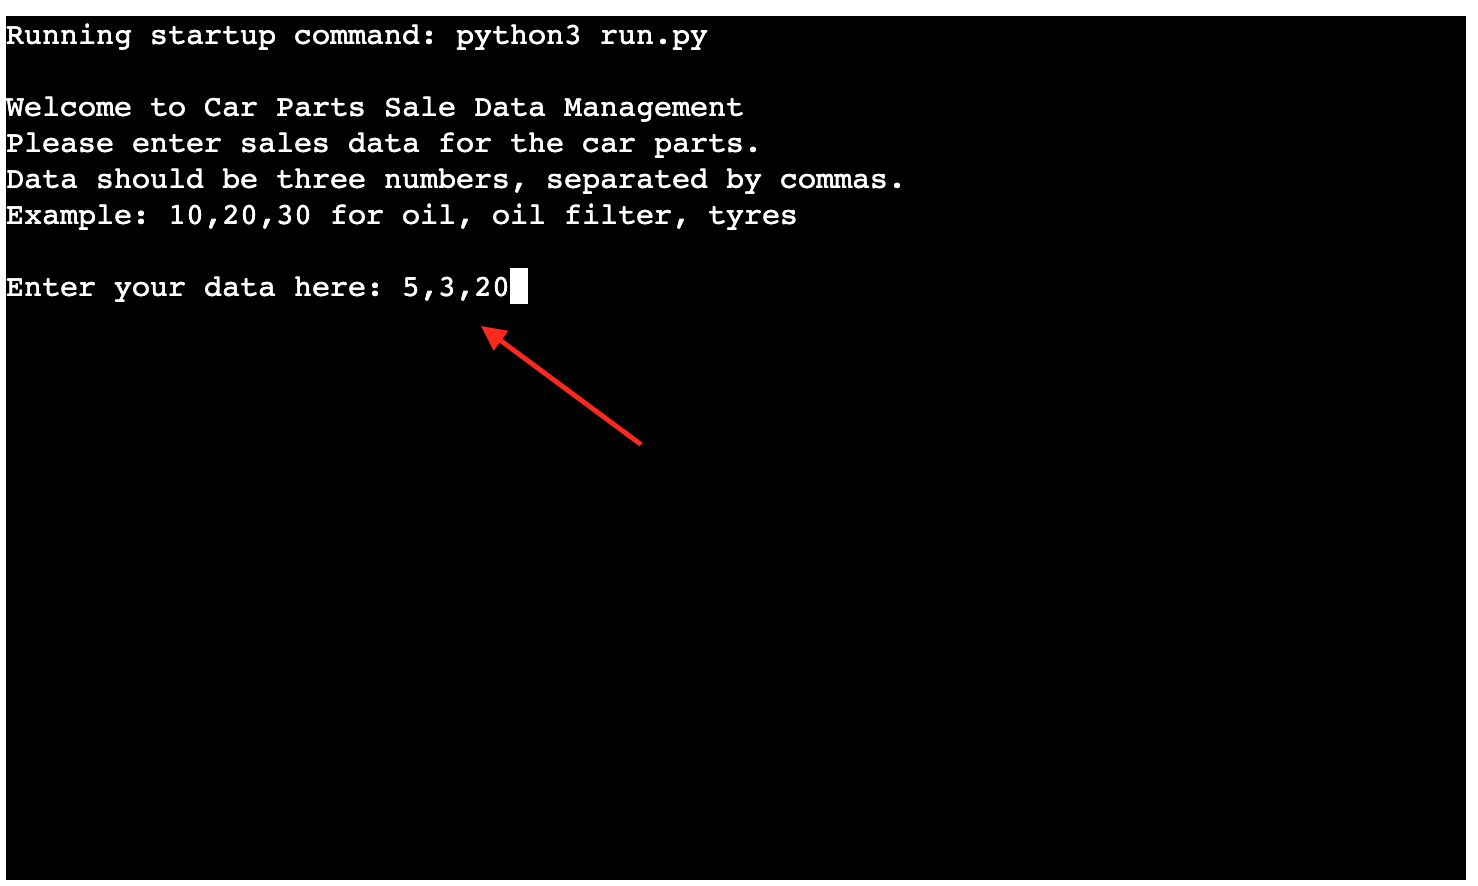 Running startup command: python3 run.py
Welcome to Car Parts Sale Data Management
Please enter sales data for the car parts.
Data should be three numbers, separated by commas.
Example: 10,20,30 for oil, oil filter, tyres
Enter your data here: 5,3,20